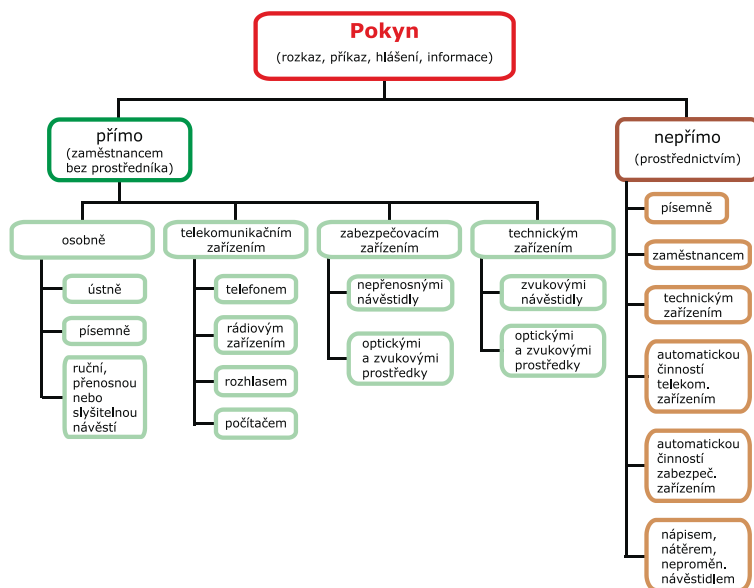 Pokyn
(rozkaz, příkaz, hlášení, informace)
přímo
(zaměstnancem
bez prostředníka)
nepřímo
(prostřednictvím)
osobně
ústně
písemně
ruční,
přenosnou
nebo
slyšitelnou
návěstí
telekomunikačním
zařízením
telefonem
rádiovým
zařízením
rozhlasem
počítačem
zabezpečovacím
zařízením
nepřenosnými
návěstidly
optickými
a zvukovými
prostředky
technickým
zařízením
zvukovými
návěstidly
optickými
a zvukovými
prostředky
písemně
zaměstnancem
technickým
zařízením
automatickou
činností
telekom.
zařízením
automatickou
činností
zabezpeč.
zařízením
nápisem,
nátěrem,
neproměn.
návěstidlem